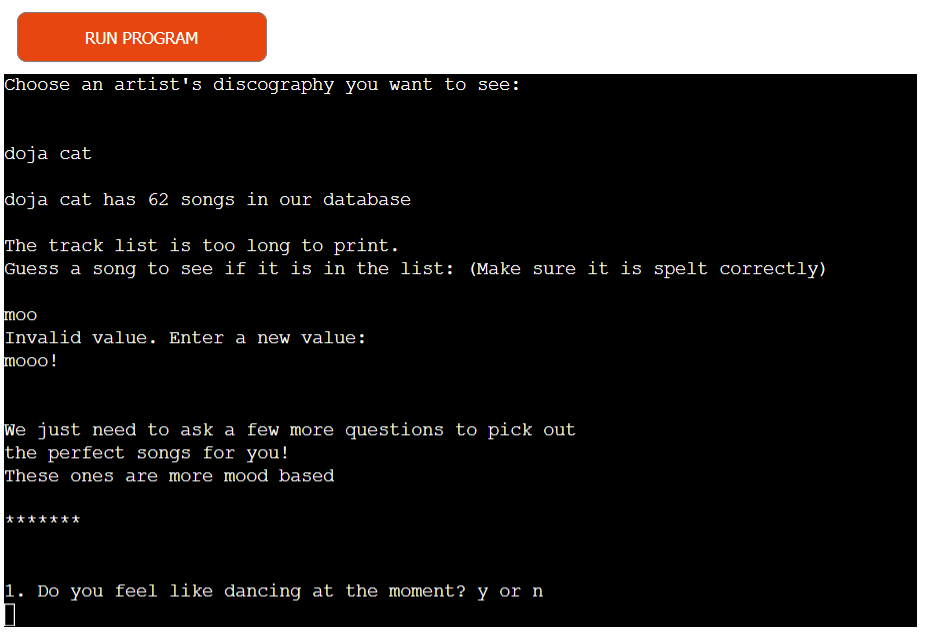 RUN PROGRAM
Choose an artist's discography you want to see:
doja cat
doja cat has 62 songs in our database
The track list is too long to print.
Guess a song to see if it is in the list: (Make sure it is spelt correctly)
moo
Invalid value. Enter a new value:
mooo!
We just need to ask a few more questions to pick out
the perfect songs for you!
These ones are more mood based
*******
1. Do you feel like dancing at the moment? y or n